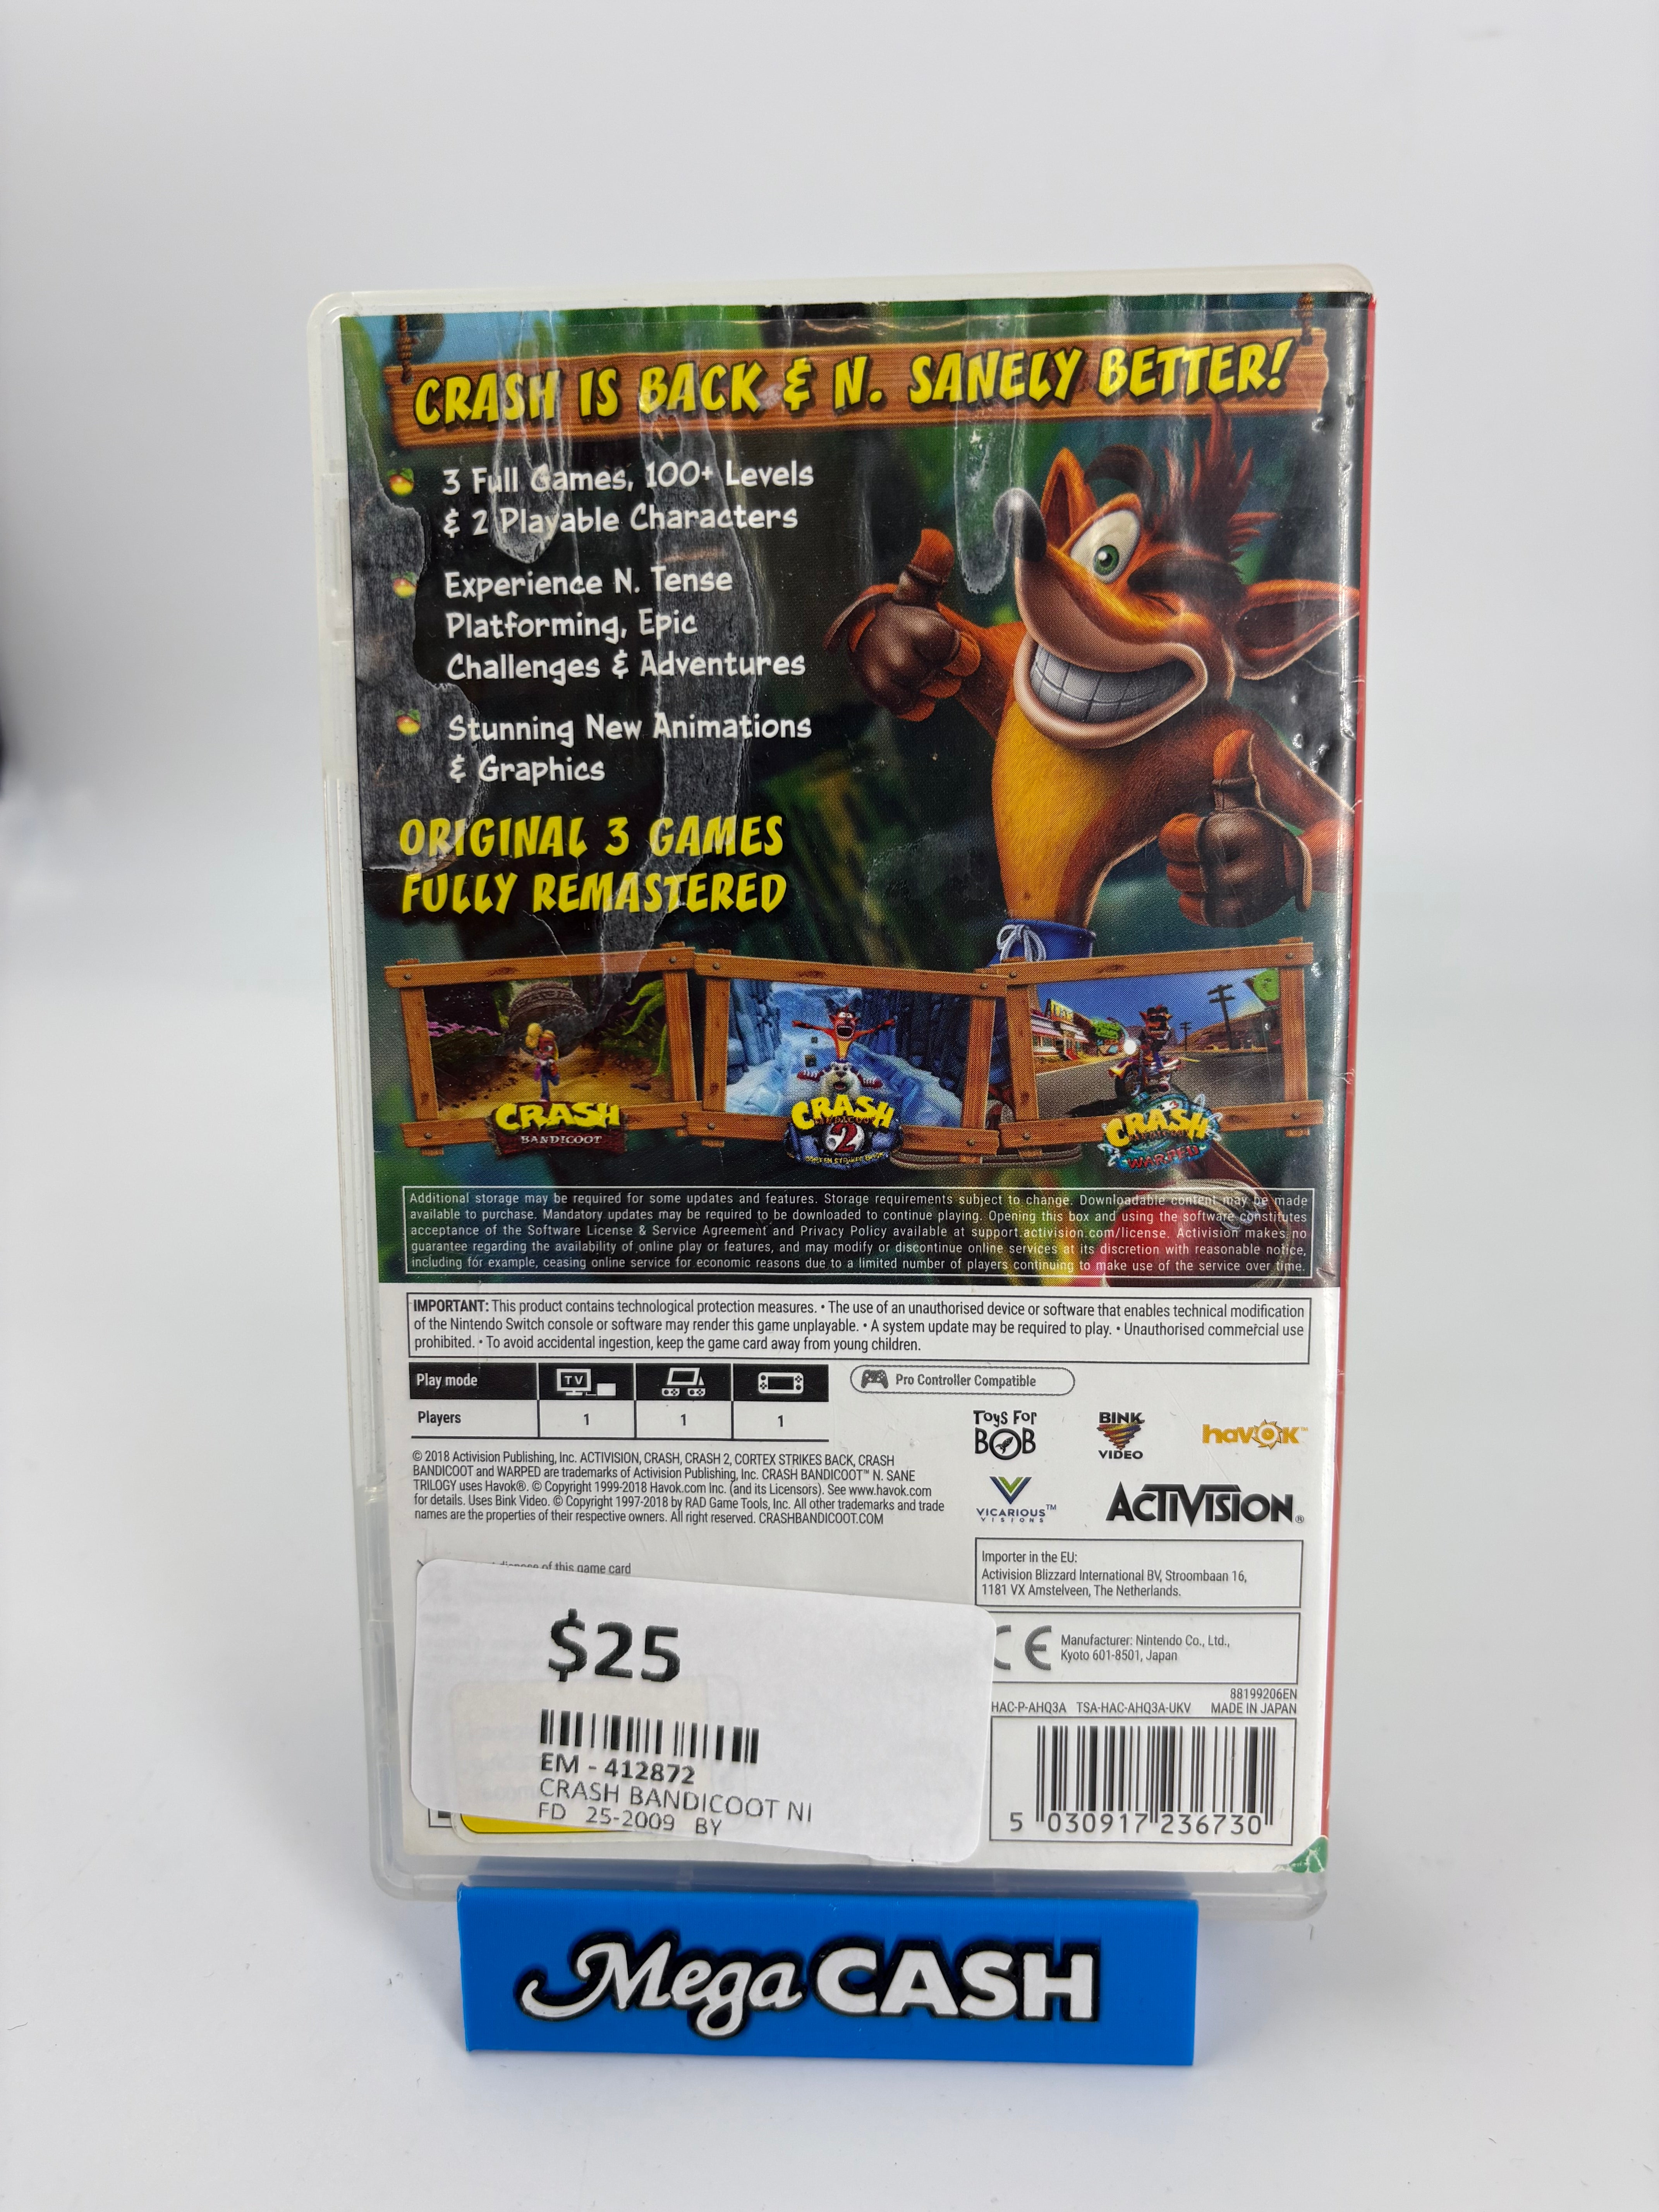 CRASH IS BACK & N. SANELY BETTER!
3 Full Games, 100+ Levels
& 2 Playable Characters
Experience N. Tense
Platforming, Epic
Challenges & Adventures
Stunning New Animations
& Graphics
ORIGINAL 3 GAMES
FULLY REMASTERED
CRASH
BANDICOOT
CRASH
2
CRASH
WARPED
Additional storage may be required for some updates and features. Storage requirements subject to change. Downloadable content may be made
available to purchase. Mandatory updates may be required to be downloaded to continue playing. Opening this box and using the software constitutes
acceptance of the Software License & Service Agreement and Privacy Policy available at support.activision.com/license. Activision makes no
guarantee regarding the availability of online play or features, and may modify or discontinue online services at its discretion with reasonable notice,
including for example, ceasing online service for economic reasons due to a limited number of players continuing to make use of the service over time.
IMPORTANT: This product contains technological protection measures. • The use of an unauthorised device or software that enables technical modification
of the Nintendo Switch console or software may render this game unplayable. • A system update may be required to play. • Unauthorised commercial use
prohibited. • To avoid accidental ingestion, keep the game card away from young children.
Play mode TV
Pro Controller Compatible
Players 1 1 1
Toys For
BOB
BINK
VIDEO
havok™
© 2018 Activision Publishing, Inc. ACTIVISION, CRASH, CRASH 2, CORTEX STRIKES BACK, CRASH
BANDICOOT and WARPED are trademarks of Activision Publishing, Inc. CRASH BANDICOOT™ N. SANE
TRILOGY uses Havok®. © Copyright 1999-2018 Havok.com Inc. (and its Licensors). See www.havok.com
for details. Uses Bink Video. © Copyright 1997-2018 by RAD Game Tools, Inc. All other trademarks and trade
names are the properties of their respective owners. All right reserved. CRASHBANDICOOT.COM
VICARIOUS™
VISIONS
ACTIVISION®
Importer in the EU:
Activision Blizzard International BV, Stroombaan 16,
1181 VX Amstelveen, The Netherlands.
of this game card
CE
Manufacturer: Nintendo Co., Ltd.,
Kyoto 601-8501, Japan
88199206EN
HAC-P-AHQ3A TSA-HAC-AHQ3A-UKV MADE IN JAPAN
5 030917 236730
$25
EM - 412872
CRASH BANDICOOT NI
FD 25-2009 BY
Mega CASH